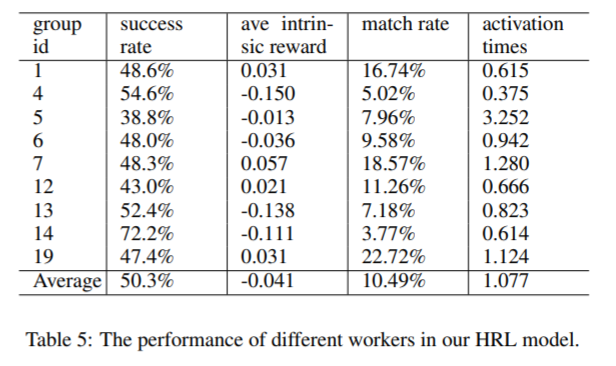 group id | success rate | ave intrin-sic reward | match rate | activation times
1 | 48.6% | 0.031 | 16.74% | 0.615
4 | 54.6% | -0.150 | 5.02% | 0.375
5 | 38.8% | -0.013 | 7.96% | 3.252
6 | 48.0% | -0.036 | 9.58% | 0.942
7 | 48.3% | 0.057 | 18.57% | 1.280
12 | 43.0% | 0.021 | 11.26% | 0.666
13 | 52.4% | -0.138 | 7.18% | 0.823
14 | 72.2% | -0.111 | 3.77% | 0.614
19 | 47.4% | 0.031 | 22.72% | 1.124
Average | 50.3% | -0.041 | 10.49% | 1.077
Table 5: The performance of different workers in our HRL model.